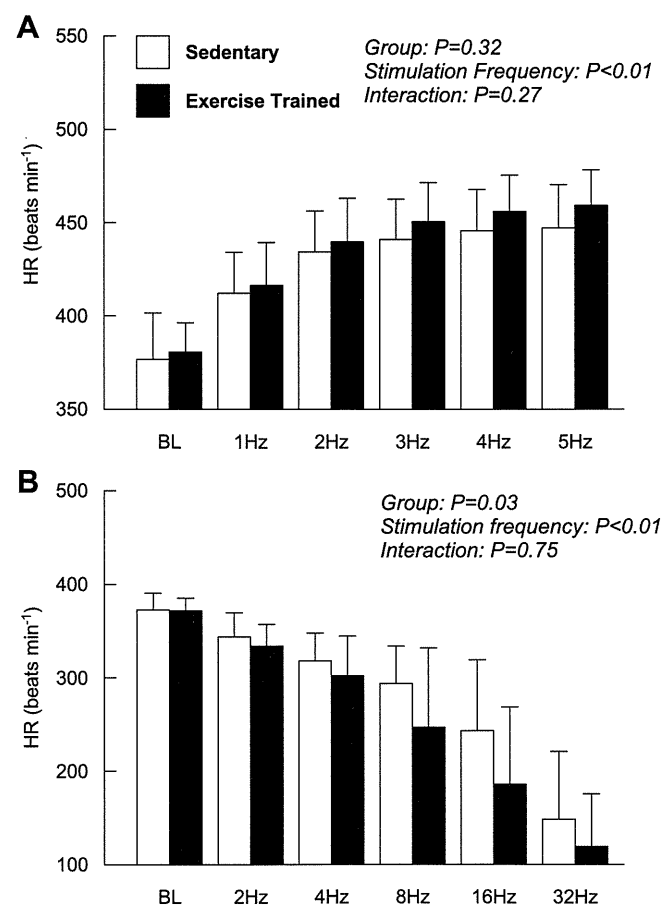 A
550
500
450
400
350
HR (beats min-1)
Sedentary
Exercise Trained
Group: P=0.32
Stimulation Frequency: P<0.01
Interaction: P=0.27
BL 1Hz 2Hz 3Hz 4Hz 5Hz
B
500
400
300
200
100
HR (beats min-1)
Group: P=0.03
Stimulation frequency: P<0.01
Interaction: P=0.75
BL 2Hz 4Hz 8Hz 16Hz 32Hz